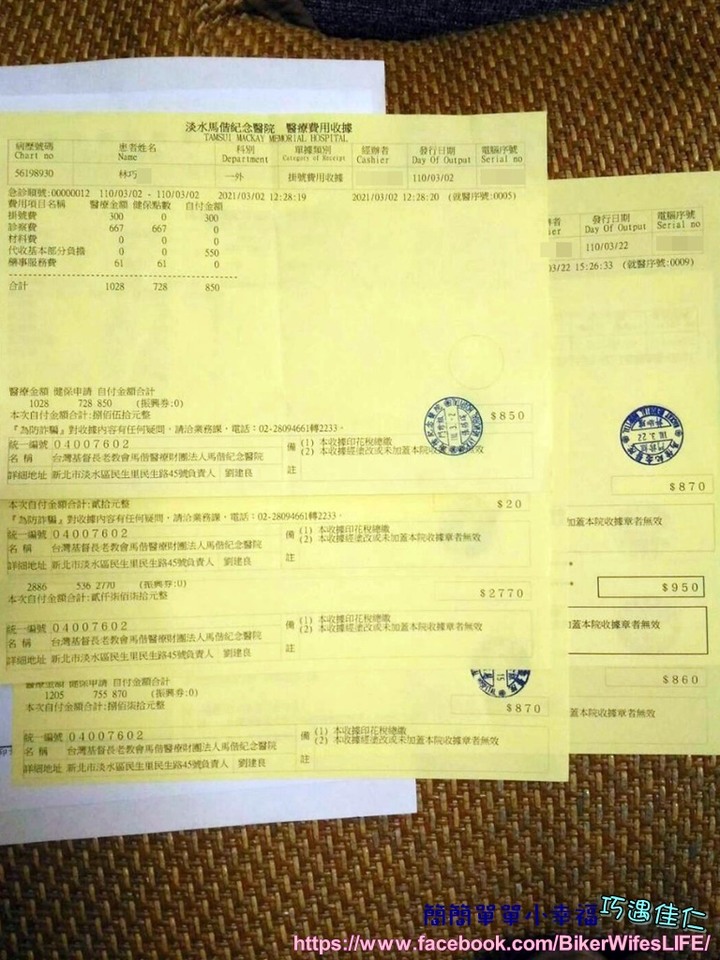 淡水馬偕紀念醫院 醫療費用收據
TAMSUI MACKAY MEMORIAL HOSPITAL
病歷號碼 患者姓名 科別 單據類別 經辦者 發行日期 電腦序號
Chart no Name Department Category of Receipt Cashier Day Of Output Serial no
56198930 林巧 一外 掛號費用收據 110/03/02
急診願號:00000012 110/03/02 - 110/03/02 2021/03/02 12:28:19 2021/03/02 12:28:20 (就醫序號:0005)
費用項目名稱 醫療金額 健保點數 自付金額
掛號費 300 0 300
診察費 667 667 0
材料費 0 0 0
代收基本部分負擔 0 0 550
藥事服務費 61 61 0
合計 1028 728 850
醫療金額 健保申請 自付金額合計
1028 728 850 (振興券:0)
本次自付金額合計:捌佰伍拾元整 $850
『為防詐騙』對收據內容有任何疑問，請洽業務課，電話：02-28094661轉2233。
統一編號 04007602 備 (1) 本收據印花稅總繳
名稱 台灣基督長老教會馬偕醫療財團法人馬偕紀念醫院 (2) 本收據經塗改或未加蓋
收據章者無效
詳細地址 新北市淡水區民生里民生路45號 負責人 劉建良 註
本次自付金額合計:貳拾元整 $20
『為防詐騙』對收據內容有任何疑問，請洽業務課，電話：02-28094661轉2233。
統一編號 04007602 備 (1) 本收據印花稅總繳
名稱 台灣基督長老教會馬偕醫療財團法人馬偕紀念醫院 (2) 本收據經塗改或未加蓋本院收據章者無效
詳細地址 新北市淡水區民生里民生路45號 負責人 劉建良 註
2886 536 2770 (振興券:0)
本次自付金額合計:貳仟柒佰柒拾元整 $2770
統一編號 04007602 備 (1) 本收據印花稅總繳
名稱 台灣基督長老教會馬偕醫療財團法人馬偕紀念醫院 (2) 本收據經塗改或未加蓋本院收據章者無效
詳細地址 新北市淡水區民生里民生路45號 負責人 劉建良 註
醫療金額 健保申請 自付金額合計
1205 755 870 (振興券:0)
本次自付金額合計:捌佰柒拾元整 $870
統一編號 04007602 備 (1) 本收據印花稅總繳
名稱 台灣基督長老教會馬偕醫療財團法人馬偕紀念醫院 (2) 本收據經塗改或未加蓋本院收據章者無效
詳細地址 新北市淡水區民生里民生路45號 負責人 劉建良 註
辦者 發行日期 電腦序號
ier Day Of Output Serial no
110/03/22
03/22 15:26:33 (就醫序號:0009)
110.3.22
$870
加蓋本院收據章者無效
$950
加蓋本院收據章者無效
$860
本院收據章者無效
簡簡單單小幸福 巧遇佳仁
https://www.facebook.com/BikerWifesLIFE/